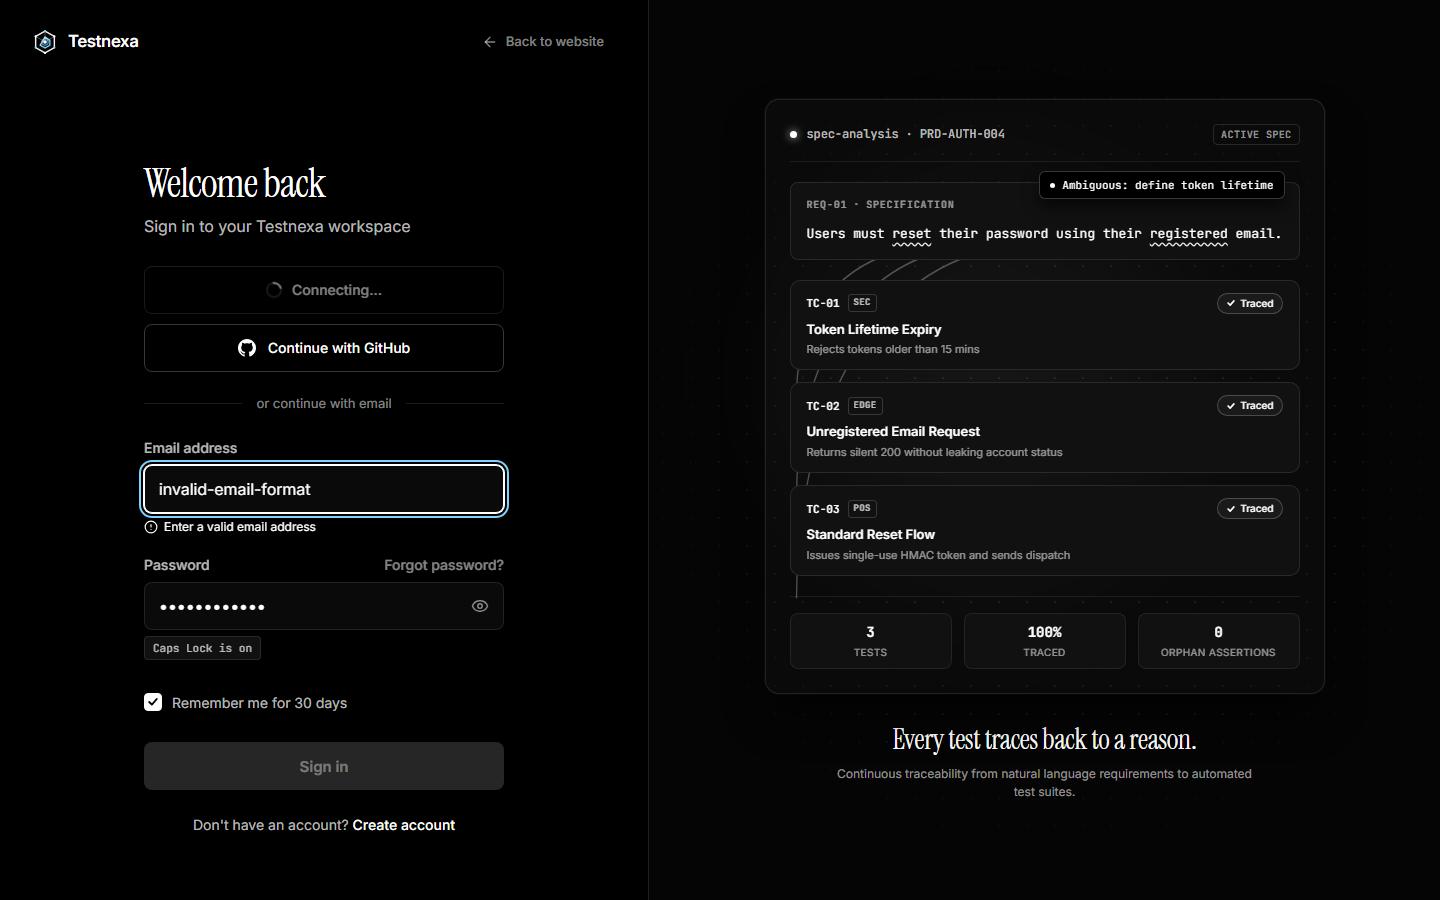 Testnexa
Back to website
Welcome back
Sign in to your Testnexa workspace
Connecting...
Continue with GitHub
or continue with email
Email address
invalid-email-format
Enter a valid email address
Password
Forgot password?
••••••••••••
Caps Lock is on
Remember me for 30 days
Sign in
Don't have an account? Create account
spec-analysis · PRD-AUTH-004
ACTIVE SPEC
Ambiguous: define token lifetime
REQ-01 · SPECIFICATION
Users must reset their password using their registered email.
TC-01 SEC
Traced
Token Lifetime Expiry
Rejects tokens older than 15 mins
TC-02 EDGE
Traced
Unregistered Email Request
Returns silent 200 without leaking account status
TC-03 POS
Traced
Standard Reset Flow
Issues single-use HMAC token and sends dispatch
3
TESTS
100%
TRACED
0
ORPHAN ASSERTIONS
Every test traces back to a reason.
Continuous traceability from natural language requirements to automated
test suites.